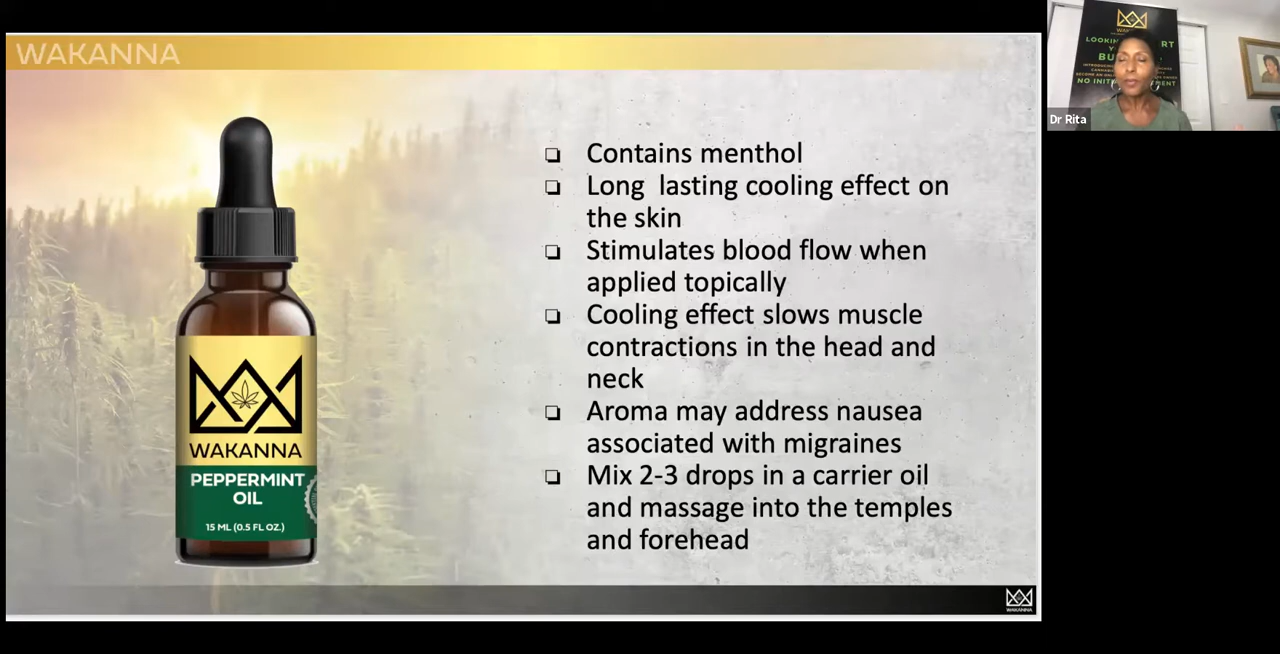 WAKANNA
❏ Contains menthol
❏ Long lasting cooling effect on
the skin
❏ Stimulates blood flow when
applied topically
❏ Cooling effect slows muscle
contractions in the head and
neck
❏ Aroma may address nausea
associated with migraines
❏ Mix 2-3 drops in a carrier oil
and massage into the temples
and forehead
WAKANNA
PEPPERMINT
OIL
15 ML (0.5 FL OZ.)
WAKANNA
Dr Rita